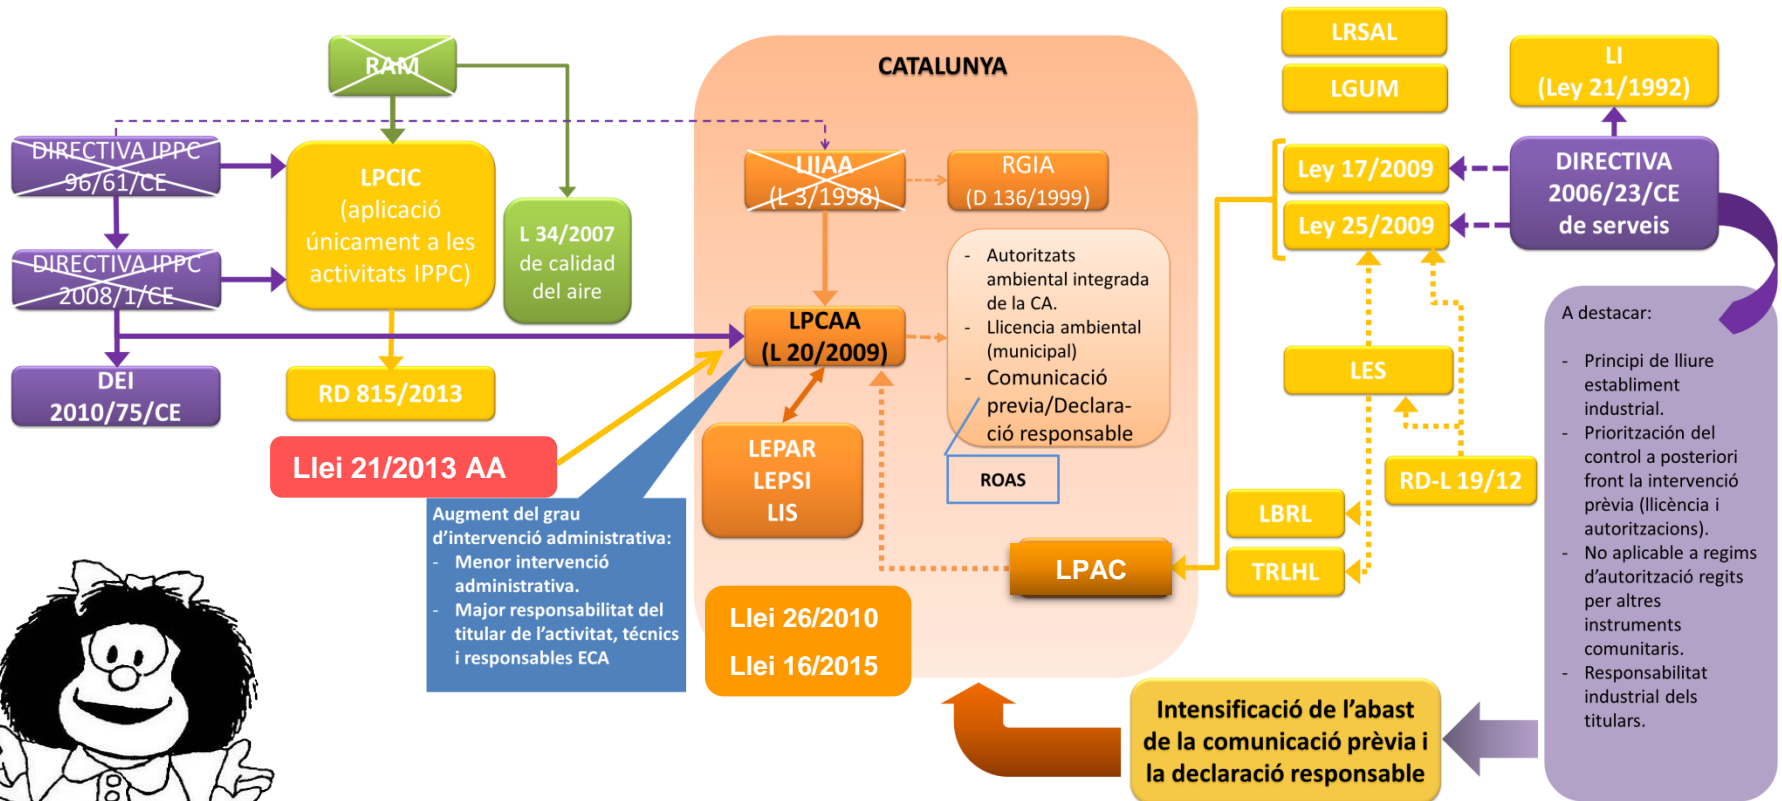 RAM
DIRECTIVA IPPC
96/61/CE
DIRECTIVA IPPC
2008/1/CE
DEI
2010/75/CE
LPCIC
(aplicació
únicament a les
activitats IPPC)
RD 815/2013
L 34/2007
de calidad
del aire
Llei 21/2013 AA
Augment del grau
d'intervenció administrativa:
- Menor intervenció
administrativa.
- Major responsabilitat del
titular de l'activitat, técnics
i responsables ECA
CATALUNYA
LIIAA
(L 3/1998)
RGIA
(D 136/1999)
LPCAA
(L 20/2009)
- Autoritzats
ambiental integrada
de la CA.
- Llicencia ambiental
(municipal)
- Comunicació
previa/Declara-
ció responsable
ROAS
LEPAR
LEPSI
LIS
LPAC
Llei 26/2010
Llei 16/2015
LRSAL
LGUM
Ley 17/2009
Ley 25/2009
LES
RD-L 19/12
LBRL
TRLHL
LI
(Ley 21/1992)
DIRECTIVA
2006/23/CE
de serveis
A destacar:
- Principi de lliure
establiment
industrial.
- Prioritzación del
control a posteriori
front la intervenció
prèvia (llicència i
autoritzacions).
- No aplicable a regims
d'autorització regits
per altres
instruments
comunitaris.
- Responsabilitat
industrial dels
titulars.
Intensificació de l'abast
de la comunicació prèvia i
la declaració responsable